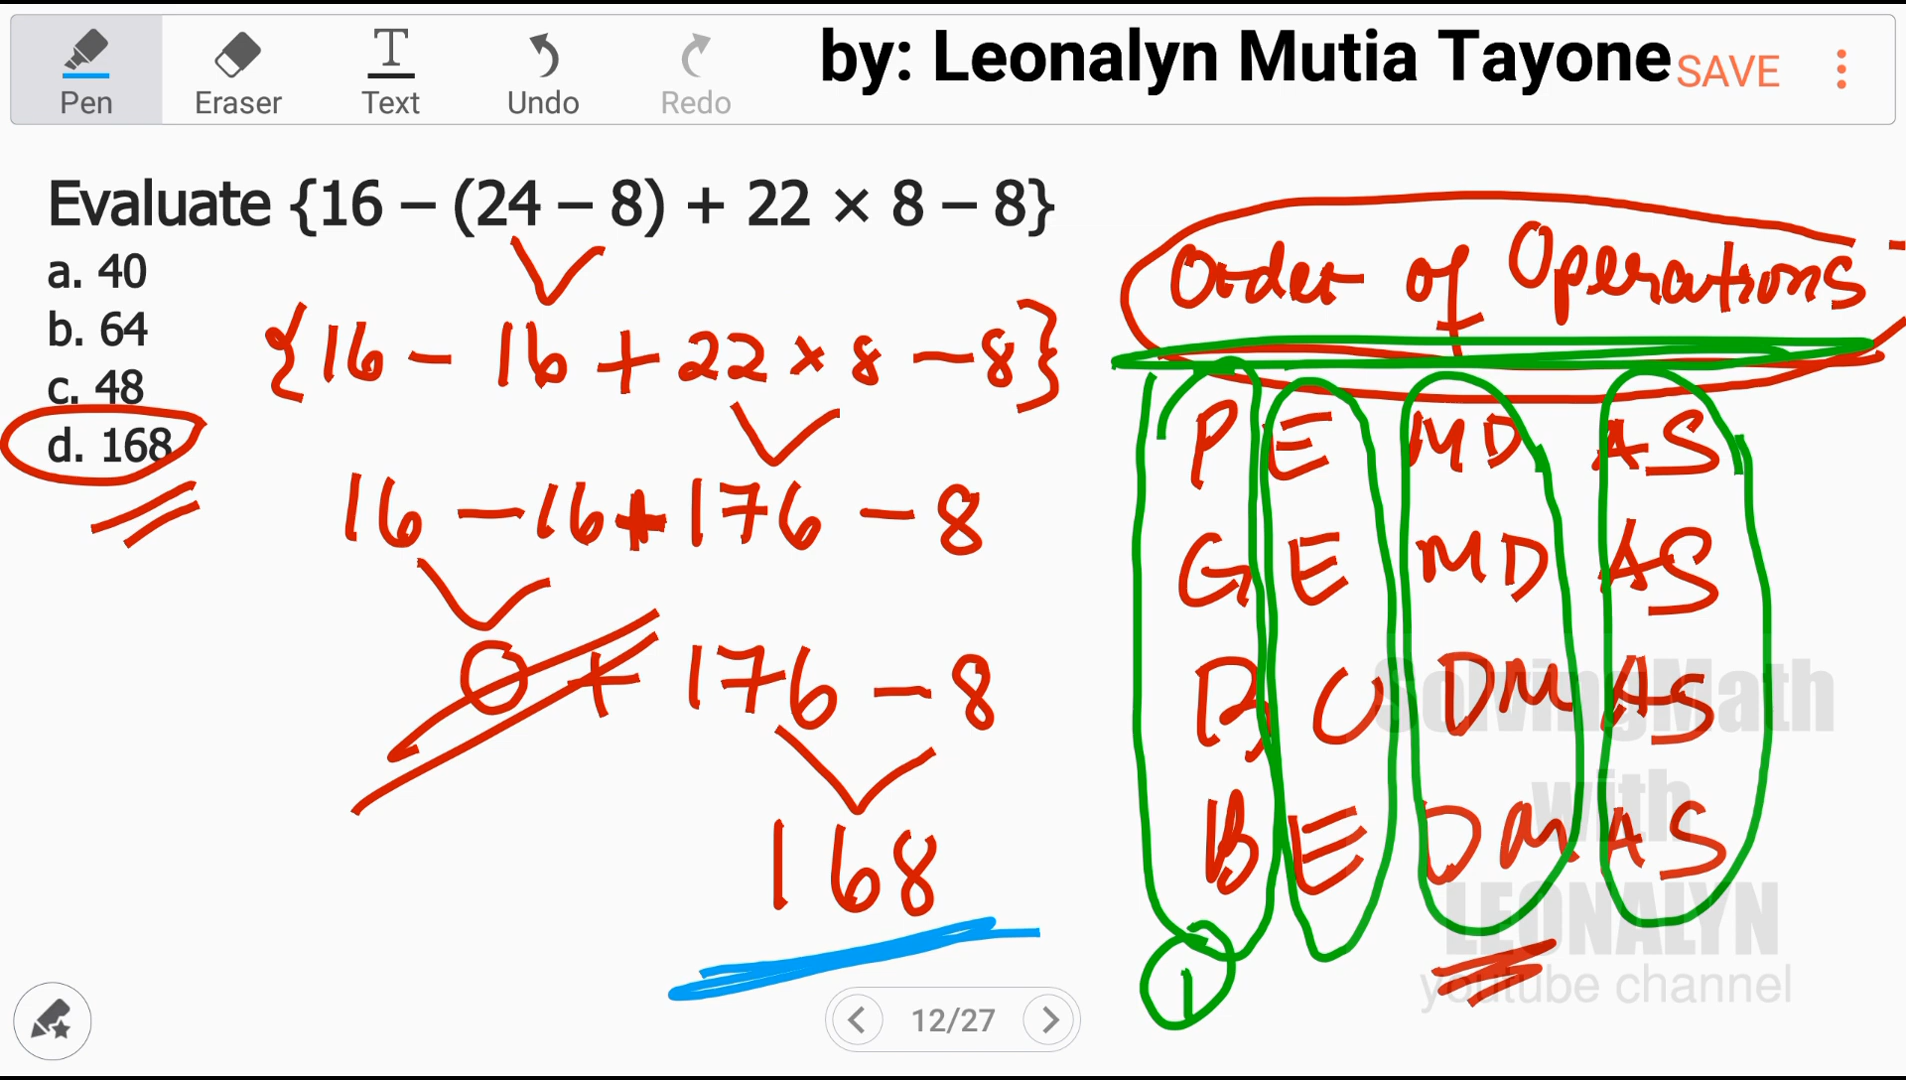 by: Leonalyn Mutia Tayone
Pen Eraser Text Undo Redo SAVE
Evaluate {16 – (24 – 8) + 22 × 8 – 8}
a. 40
b. 64
c. 48
d. 168
{16 – 16 + 22 × 8 – 8}
16 – 16 + 176 – 8
0 + 176 – 8
168
Order of Operations
P E MD AS
G E MD AS
B O DM AS
B E DM AS
1
SolvingMath
with
LEONALYN
youtube channel
12/27